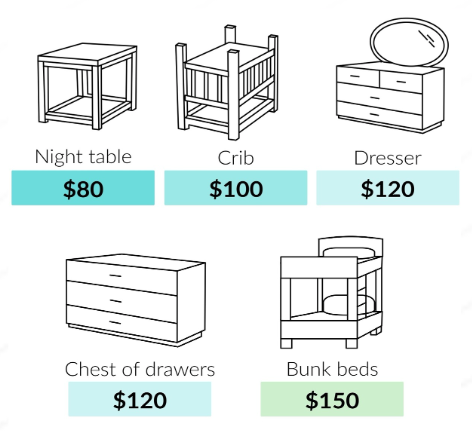 Night table
$80
Crib
$100
Dresser
$120
Chest of drawers
$120
Bunk beds
$150